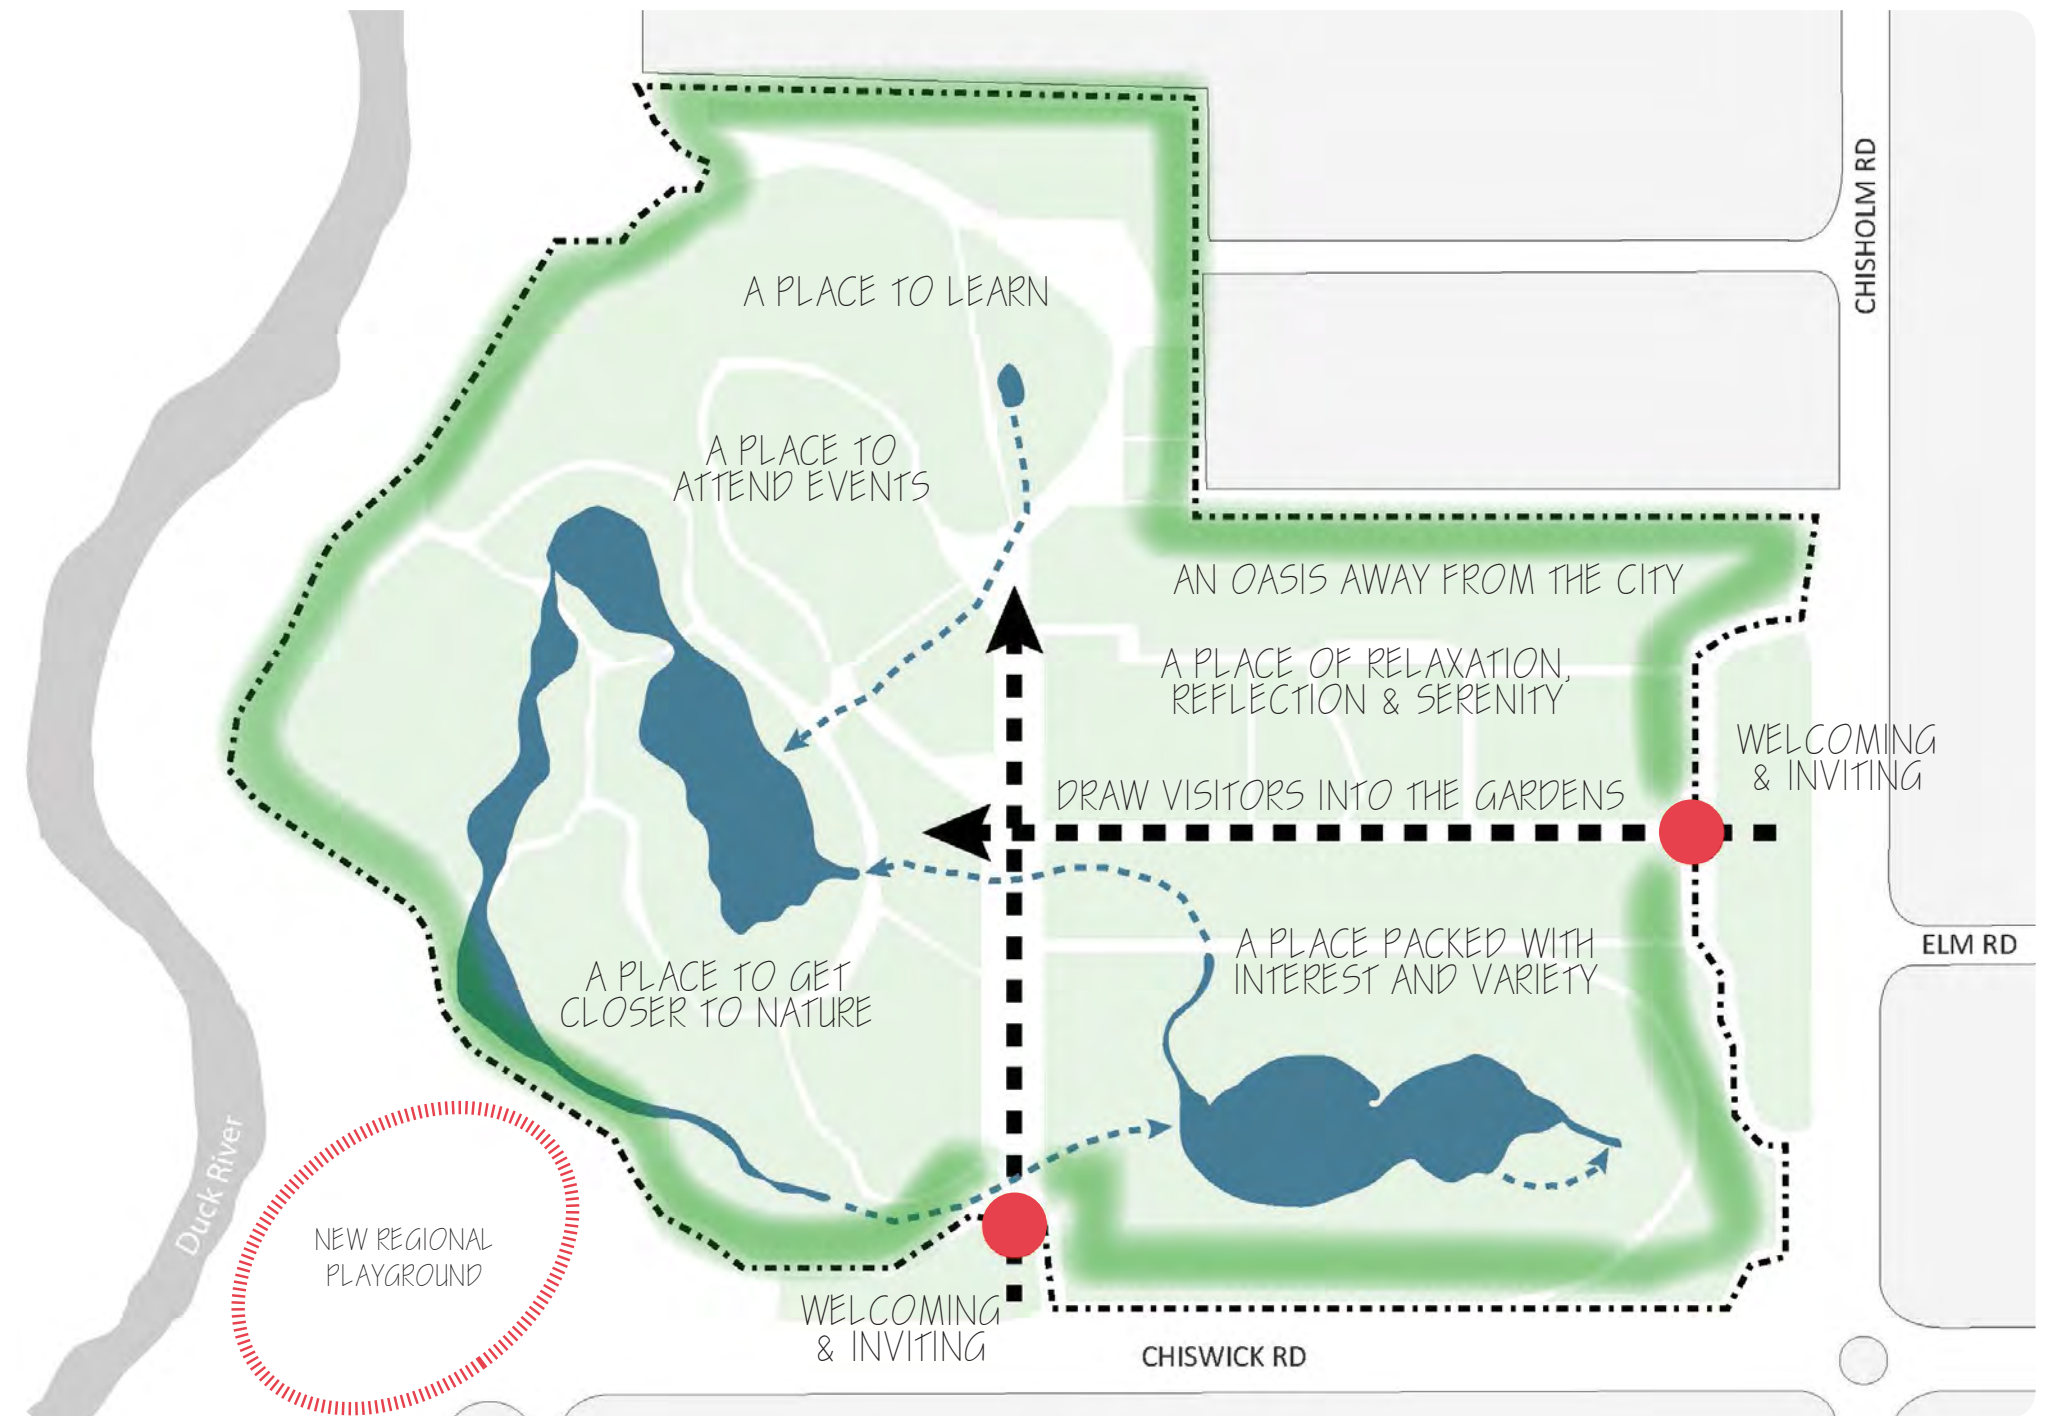 CHISHOLM RD
A PLACE TO LEARN
A PLACE TO
ATTEND EVENTS
AN OASIS AWAY FROM THE CITY
A PLACE OF RELAXATION,
REFLECTION & SERENITY
WELCOMING
& INVITING
DRAW VISITORS INTO THE GARDENS
A PLACE PACKED WITH
INTEREST AND VARIETY
ELM RD
A PLACE TO GET
CLOSER TO NATURE
Duck River
NEW REGIONAL
PLAYGROUND
WELCOMING
& INVITING
CHISWICK RD